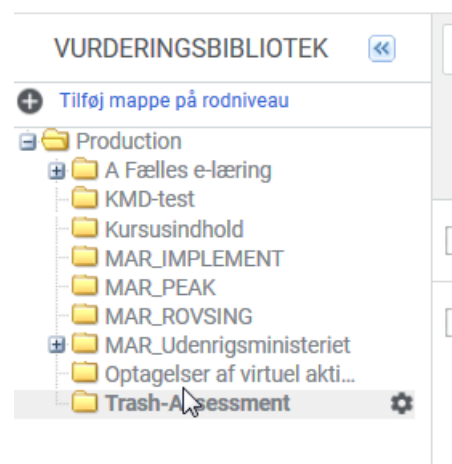 VURDERINGSBIBLIOTEK
Tilføj mappe på rodniveau
Production
A Fælles e-læring
KMD-test
Kursusindhold
MAR_IMPLEMENT
MAR_PEAK
MAR_ROVSING
MAR_Udenrigsministeriet
Optagelser af virtuel akti...
Trash-Assessment